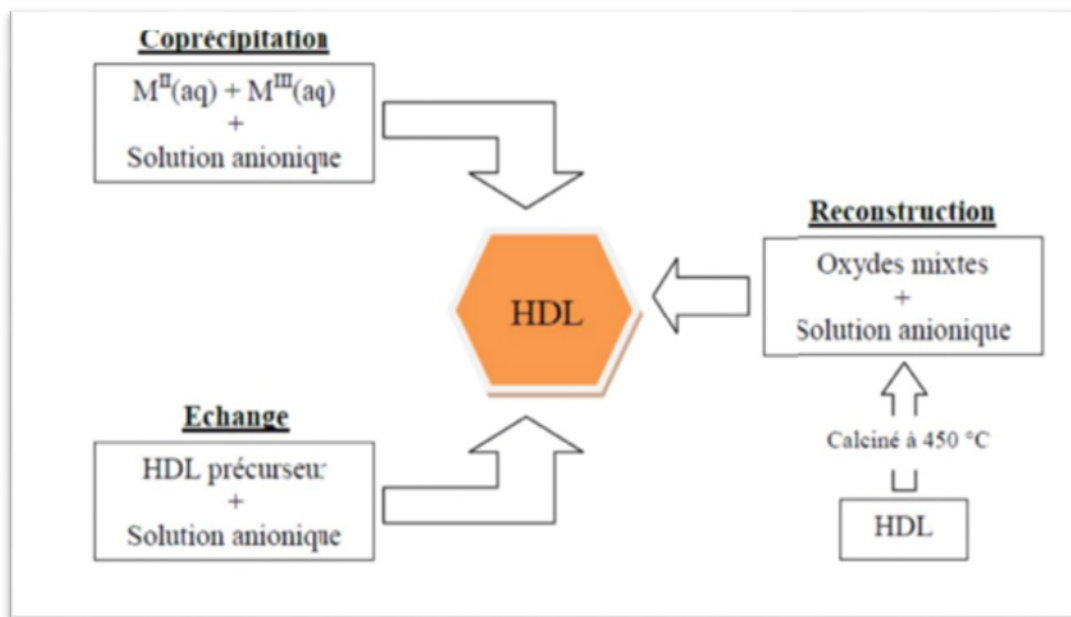 Coprécipitation
M^II(aq) + M^III(aq)
+
Solution anionique
HDL
Reconstruction
Oxydes mixtes
+
Solution anionique
Calciné à 450 °C
HDL
Echange
HDL précurseur
+
Solution anionique